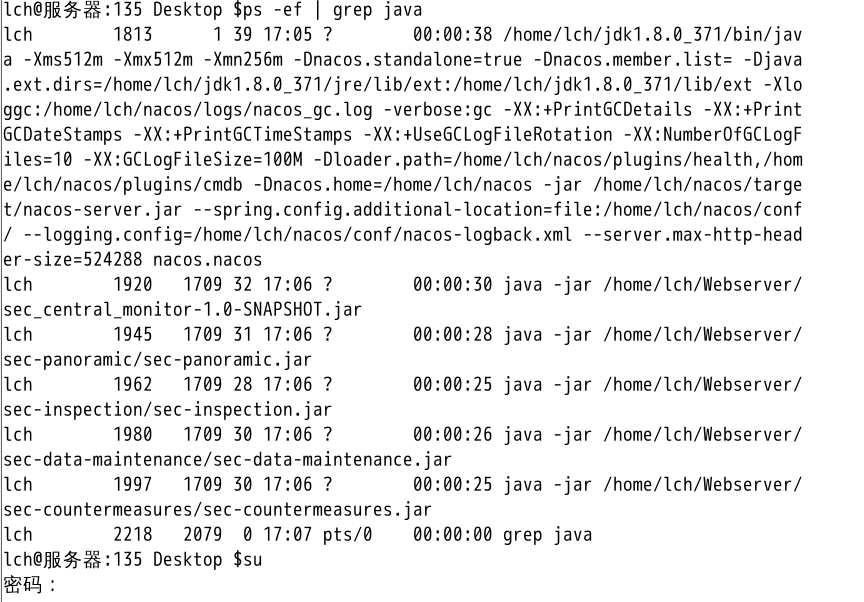 lch@服务器:135 Desktop $ps -ef | grep java
lch        1813      1 39 17:05 ?        00:00:38 /home/lch/jdk1.8.0_371/bin/jav
a -Xms512m -Xmx512m -Xmn256m -Dnacos.standalone=true -Dnacos.member.list= -Djava
.ext.dirs=/home/lch/jdk1.8.0_371/jre/lib/ext:/home/lch/jdk1.8.0_371/lib/ext -Xlo
ggc:/home/lch/nacos/logs/nacos_gc.log -verbose:gc -XX:+PrintGCDetails -XX:+Print
GCDateStamps -XX:+PrintGCTimeStamps -XX:+UseGCLogFileRotation -XX:NumberOfGCLogF
iles=10 -XX:GCLogFileSize=100M -Dloader.path=/home/lch/nacos/plugins/health,/hom
e/lch/nacos/plugins/cmdb -Dnacos.home=/home/lch/nacos -jar /home/lch/nacos/targe
t/nacos-server.jar --spring.config.additional-location=file:/home/lch/nacos/conf
/ --logging.config=/home/lch/nacos/conf/nacos-logback.xml --server.max-http-head
er-size=524288 nacos.nacos
lch        1920   1709 32 17:06 ?        00:00:30 java -jar /home/lch/Webserver/
sec_central_monitor-1.0-SNAPSHOT.jar
lch        1945   1709 31 17:06 ?        00:00:28 java -jar /home/lch/Webserver/
sec-panoramic/sec-panoramic.jar
lch        1962   1709 28 17:06 ?        00:00:25 java -jar /home/lch/Webserver/
sec-inspection/sec-inspection.jar
lch        1980   1709 30 17:06 ?        00:00:26 java -jar /home/lch/Webserver/
sec-data-maintenance/sec-data-maintenance.jar
lch        1997   1709 30 17:06 ?        00:00:25 java -jar /home/lch/Webserver/
sec-countermeasures/sec-countermeasures.jar
lch        2218   2079  0 17:07 pts/0    00:00:00 grep java
lch@服务器:135 Desktop $su
密码：